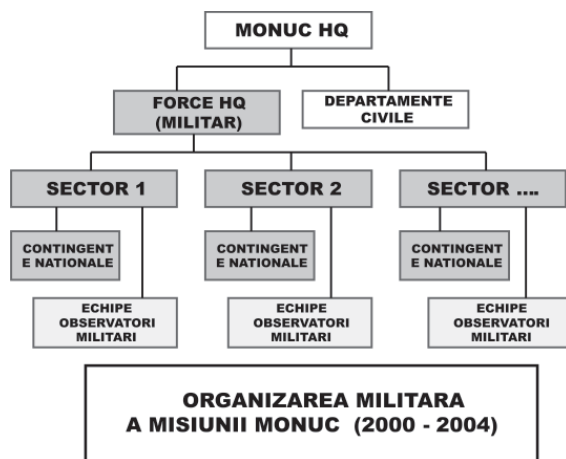 MONUC HQ
FORCE HQ
(MILITAR)
DEPARTAMENTE
CIVILE
SECTOR 1
SECTOR 2
SECTOR ....
CONTINGENT
E NATIONALE
CONTINGENT
E NATIONALE
CONTINGENT
E NATIONALE
ECHIPE
OBSERVATORI
MILITARI
ECHIPE
OBSERVATORI
MILITARI
ECHIPE
OBSERVATORI
MILITARI
ORGANIZAREA MILITARA
A MISIUNII MONUC (2000 - 2004)